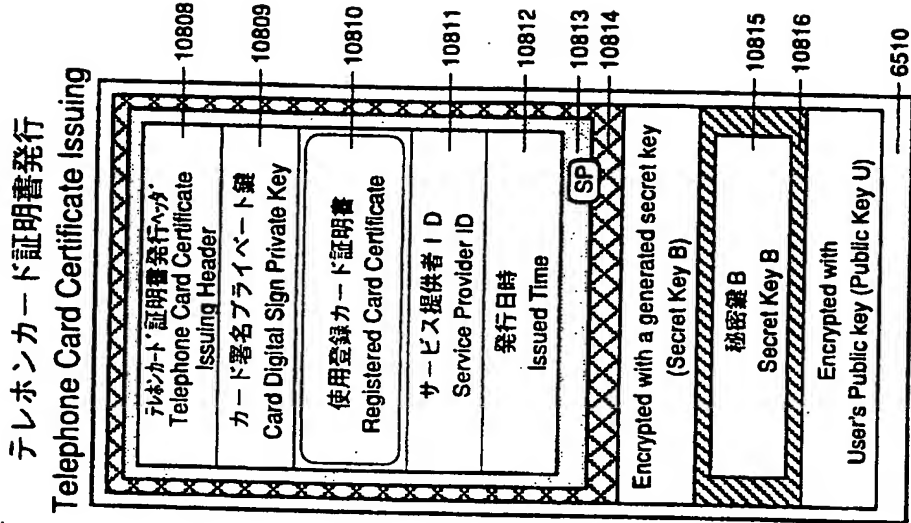 テレホンカード証明書発行
Telephone Card Certificate Issuing
テレホンカード証明書発行ヘッダ
Telephone Card Certificate
Issuing Header
10808
カード署名プライベート鍵
Card Digital Sign Private Key
10809
使用登録カード証明書
Registered Card Certificate
10810
サービス提供者ID
Service Provider ID
10811
発行日時
Issued Time
10812
SP
10813
10814
Encrypted with a generated secret key
(Secret Key B)
秘密鍵B
Secret Key B
10815
10816
Encrypted with
User's Public key (Public Key U)
6510